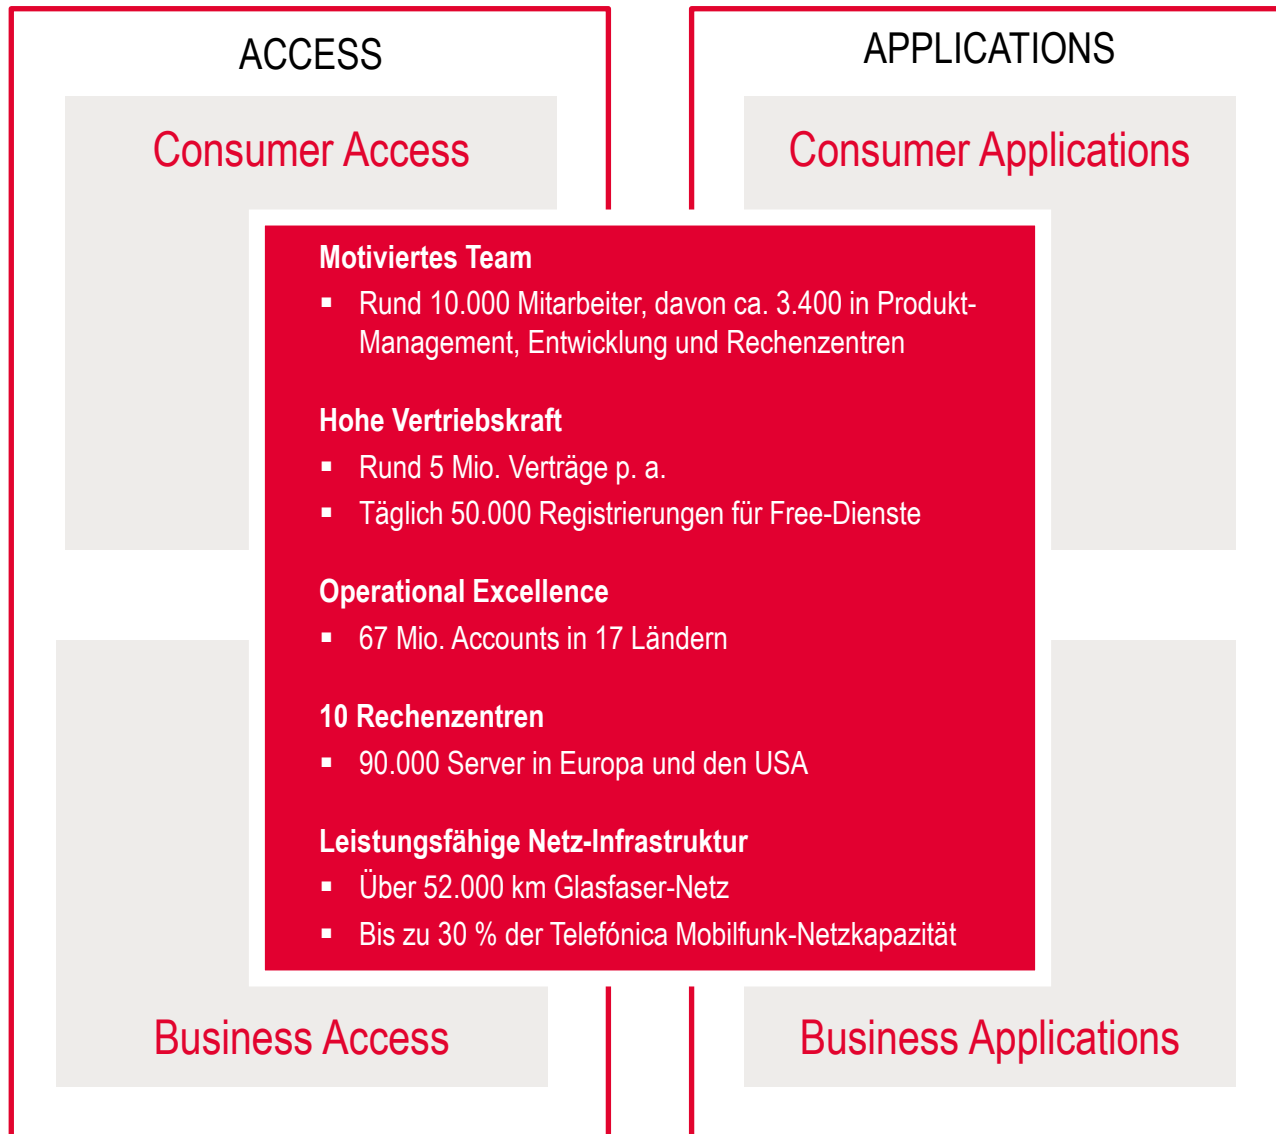 ACCESS
APPLICATIONS
Consumer Access
Consumer Applications
Motiviertes Team
▪ Rund 10.000 Mitarbeiter, davon ca. 3.400 in Produkt-
Management, Entwicklung und Rechenzentren
Hohe Vertriebskraft
▪ Rund 5 Mio. Verträge p. a.
▪ Täglich 50.000 Registrierungen für Free-Dienste
Operational Excellence
▪ 67 Mio. Accounts in 17 Ländern
10 Rechenzentren
▪ 90.000 Server in Europa und den USA
Leistungsfähige Netz-Infrastruktur
▪ Über 52.000 km Glasfaser-Netz
▪ Bis zu 30 % der Telefónica Mobilfunk-Netzkapazität
Business Access
Business Applications